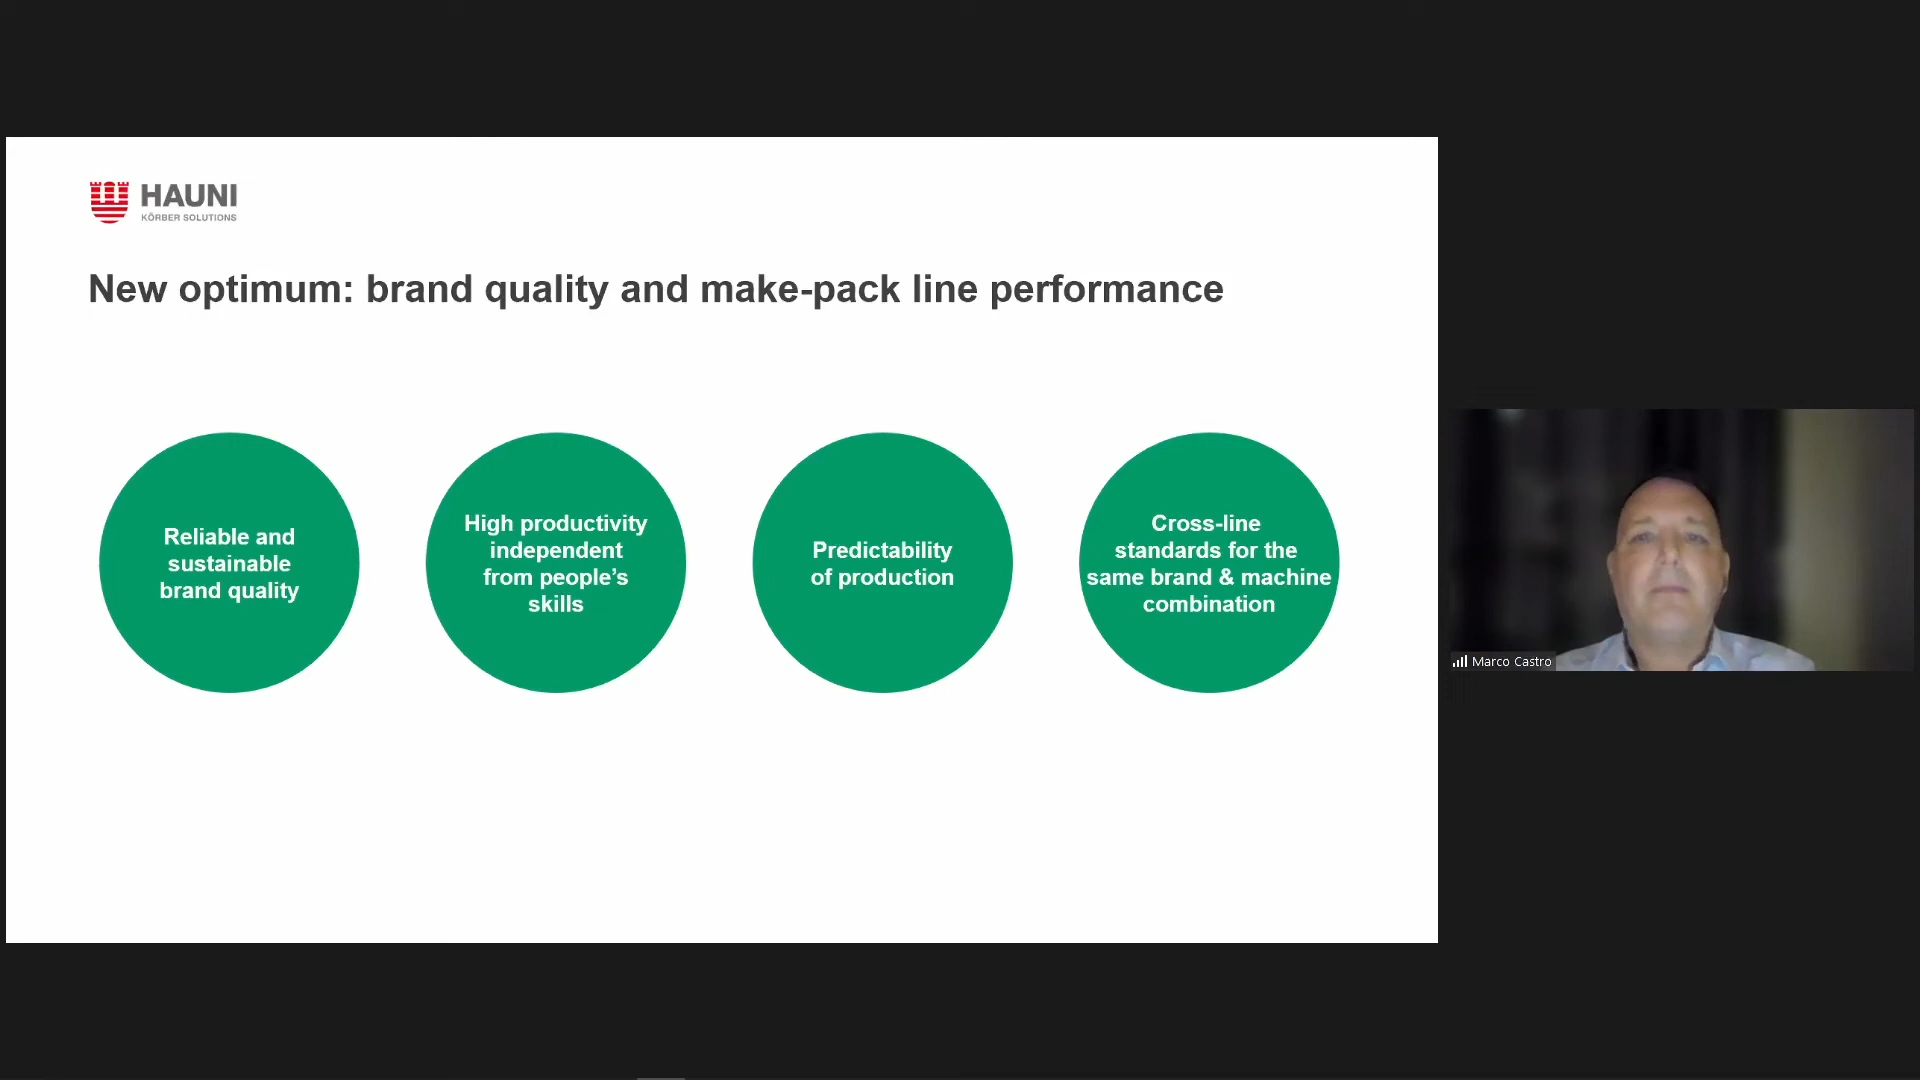 HAUNI
KÖRBER SOLUTIONS
New optimum: brand quality and make-pack line performance
Reliable and
sustainable
brand quality
High productivity
independent
from people’s
skills
Predictability
of production
Cross-line
standards for the
same brand & machine
combination
Marco Castro